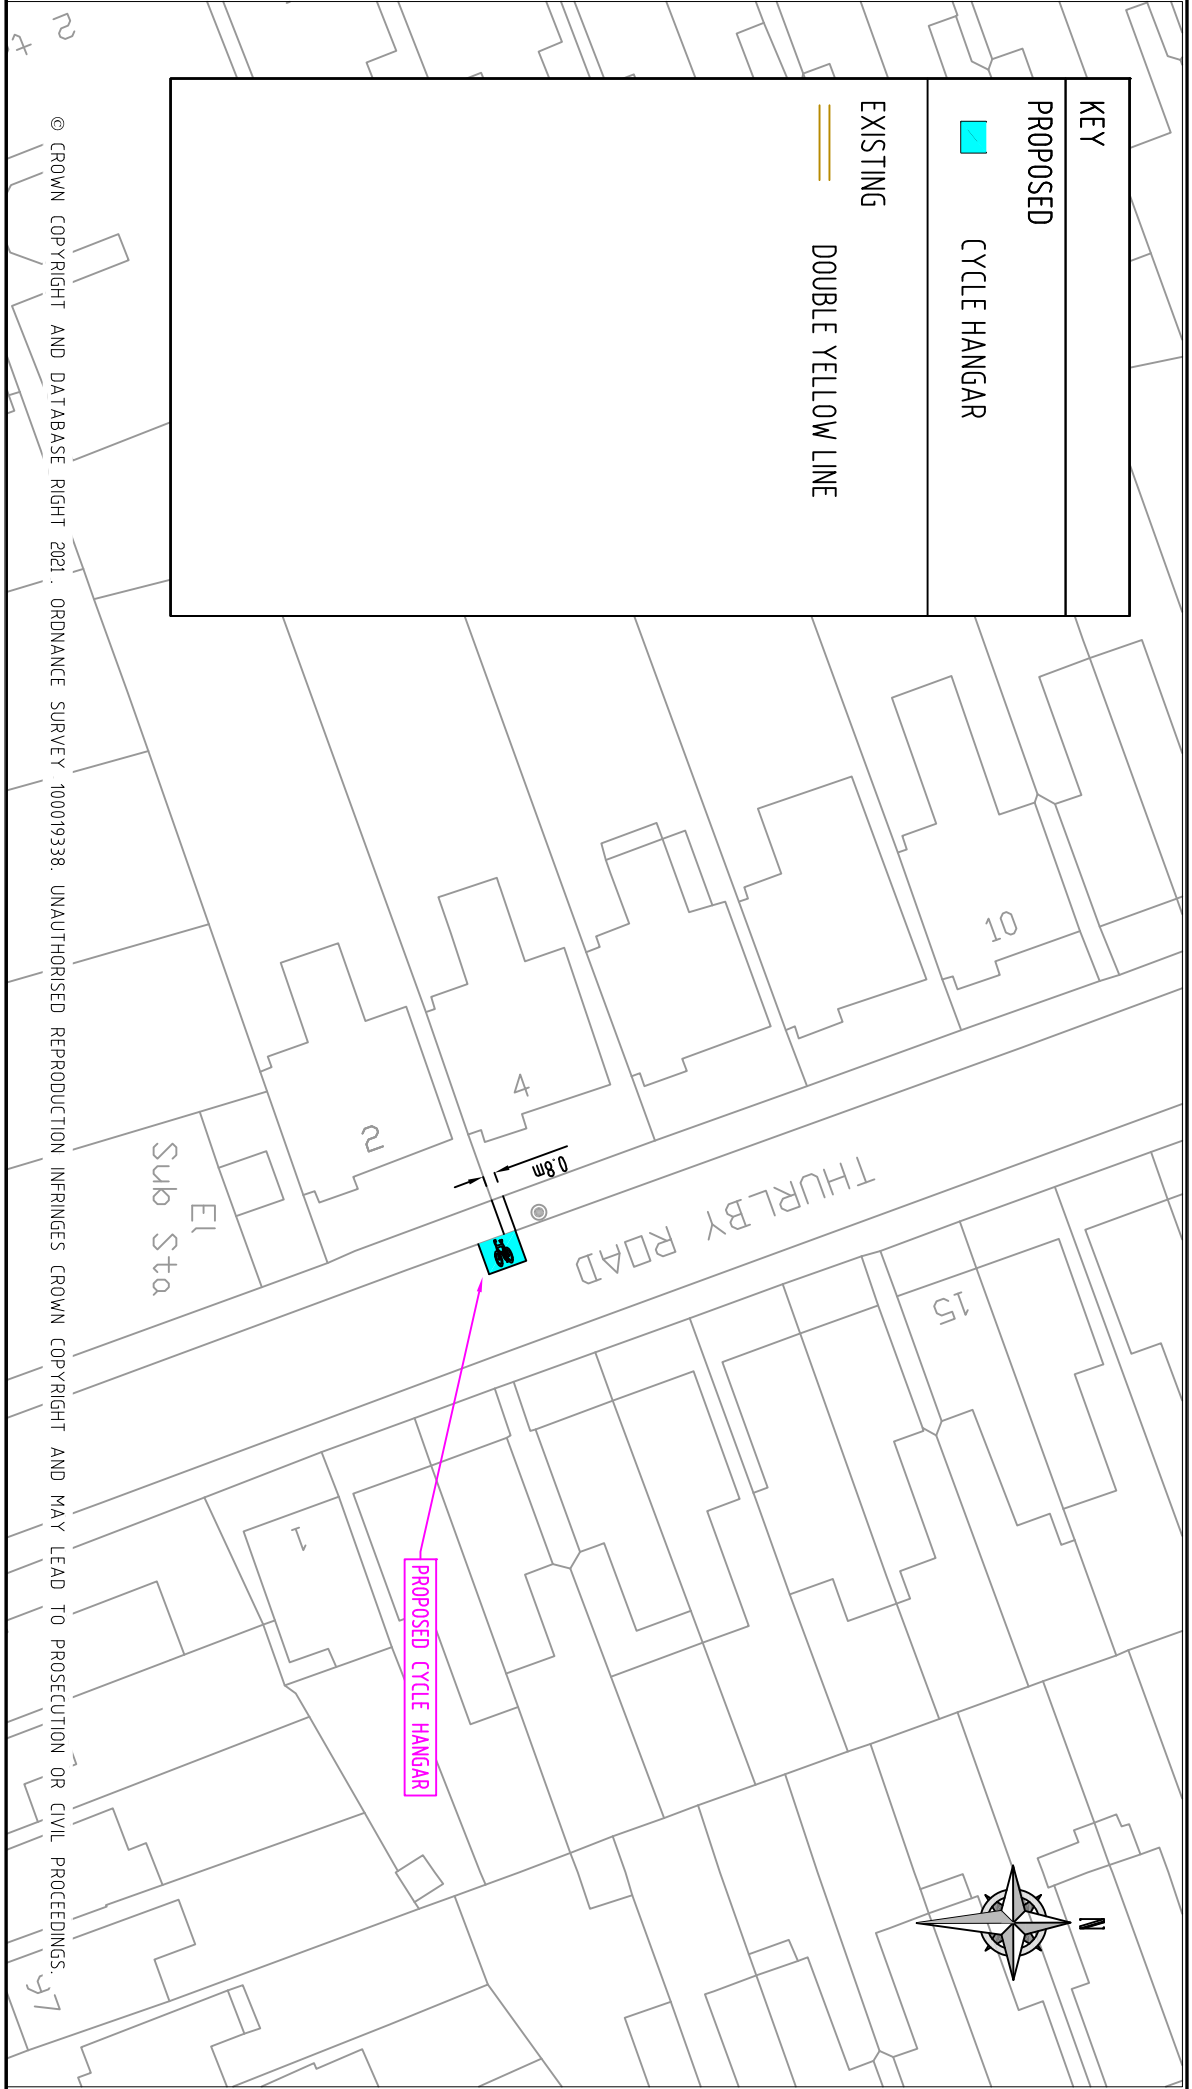 KEY
PROPOSED
CYCLE HANGAR
EXISTING
DOUBLE YELLOW LINE
N
10
4
2
El
Sub Sta
0.8m
THURLBY ROAD
15
1
PROPOSED CYCLE HANGAR
97
© CROWN COPYRIGHT AND DATABASE RIGHT 2021 . ORDNANCE SURVEY 100019338. UNAUTHORISED REPRODUCTION INFRINGES CROWN COPYRIGHT AND MAY LEAD TO PROSECUTION OR CIVIL PROCEEDINGS.